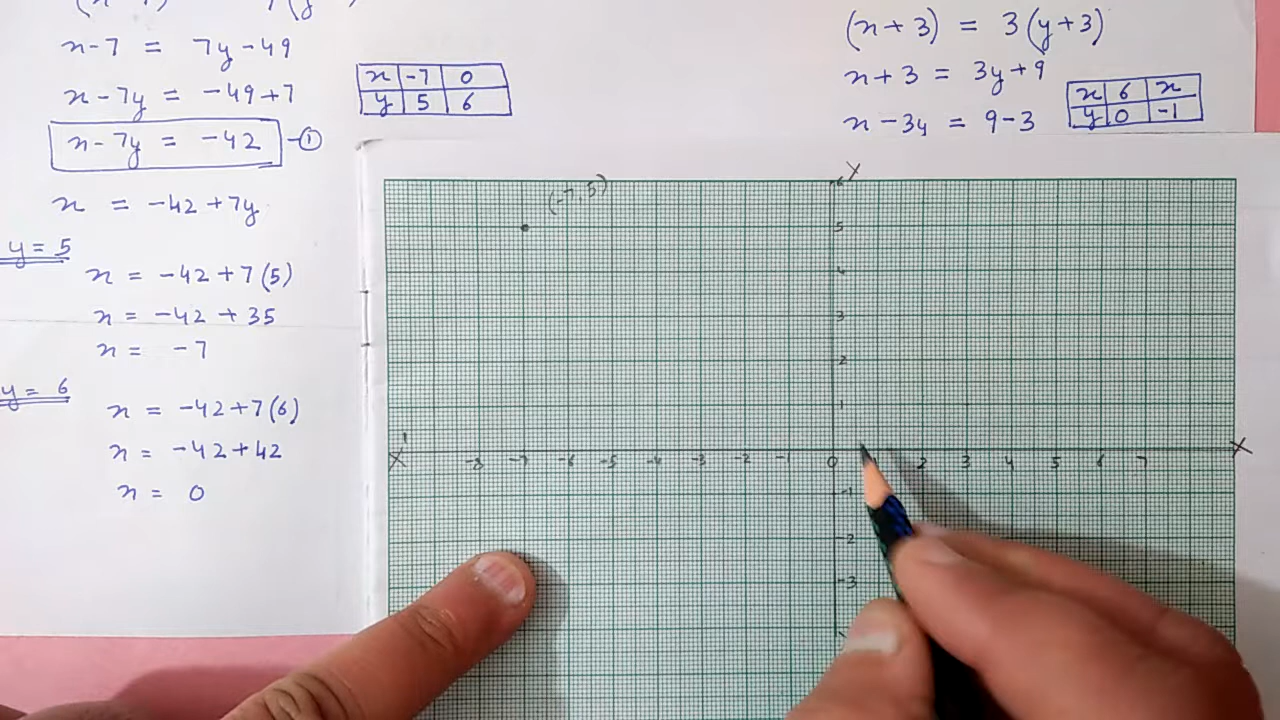 x-7 = 7y-49
x-7y = -49+7
x-7y = -42 -①
x = -42+7y
y=5
x = -42+7(5)
x = -42+35
x = -7
y= 6
x = -42+7(6)
x = -42+42
x = 0
x -7 0
y 5 6
(x+3) = 3(y+3)
x+3 = 3y+9
x-3y = 9-3
x 6 x
y 0 -1
Y
6
(-7,5)
5
4
3
2
1
X' -8 -7 -6 -5 -4 -3 -2 -1 0 2 3 4 5 6 7 X
-1
-2
-3